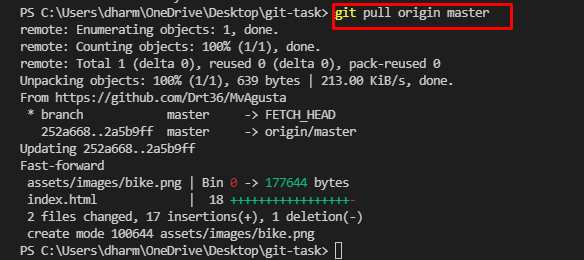 PS C:\Users\dharm\OneDrive\Desktop\git-task> git pull origin master
remote: Enumerating objects: 1, done.
remote: Counting objects: 100% (1/1), done.
remote: Total 1 (delta 0), reused 0 (delta 0), pack-reused 0
Unpacking objects: 100% (1/1), 639 bytes | 213.00 KiB/s, done.
From https://github.com/Drt36/MvAgusta
 * branch            master     -> FETCH_HEAD
   252a668..2a5b9ff  master     -> origin/master
Updating 252a668..2a5b9ff
Fast-forward
 assets/images/bike.png | Bin 0 -> 177644 bytes
 index.html             |  18 +++++++++++++++++-
 2 files changed, 17 insertions(+), 1 deletion(-)
 create mode 100644 assets/images/bike.png
PS C:\Users\dharm\OneDrive\Desktop\git-task>